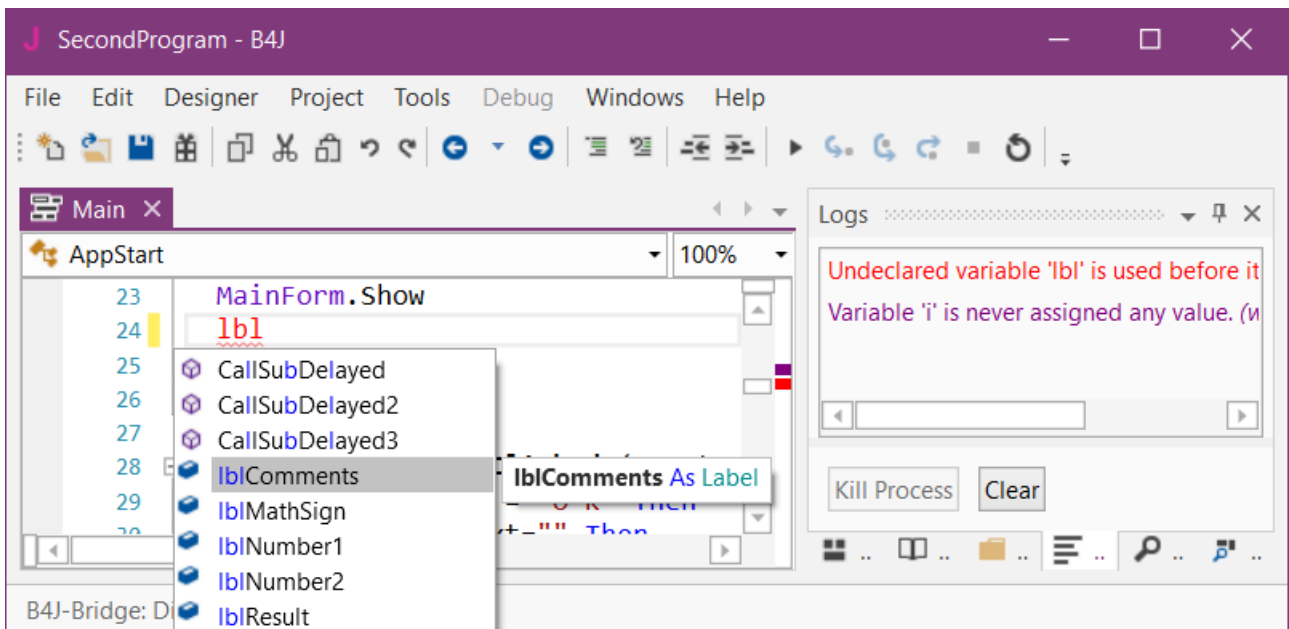 SecondProgram - B4J
File Edit Designer Project Tools Debug Windows Help
Main
AppStart 100%
23 MainForm.Show
24 lbl
25
26
27
28
29 Then
"" Then
CallSubDelayed
CallSubDelayed2
CallSubDelayed3
lblComments
lblComments As Label
lblMathSign
lblNumber1
lblNumber2
lblResult
Logs
Undeclared variable 'lbl' is used before it
Variable 'i' is never assigned any value.
Kill Process Clear
B4J-Bridge: